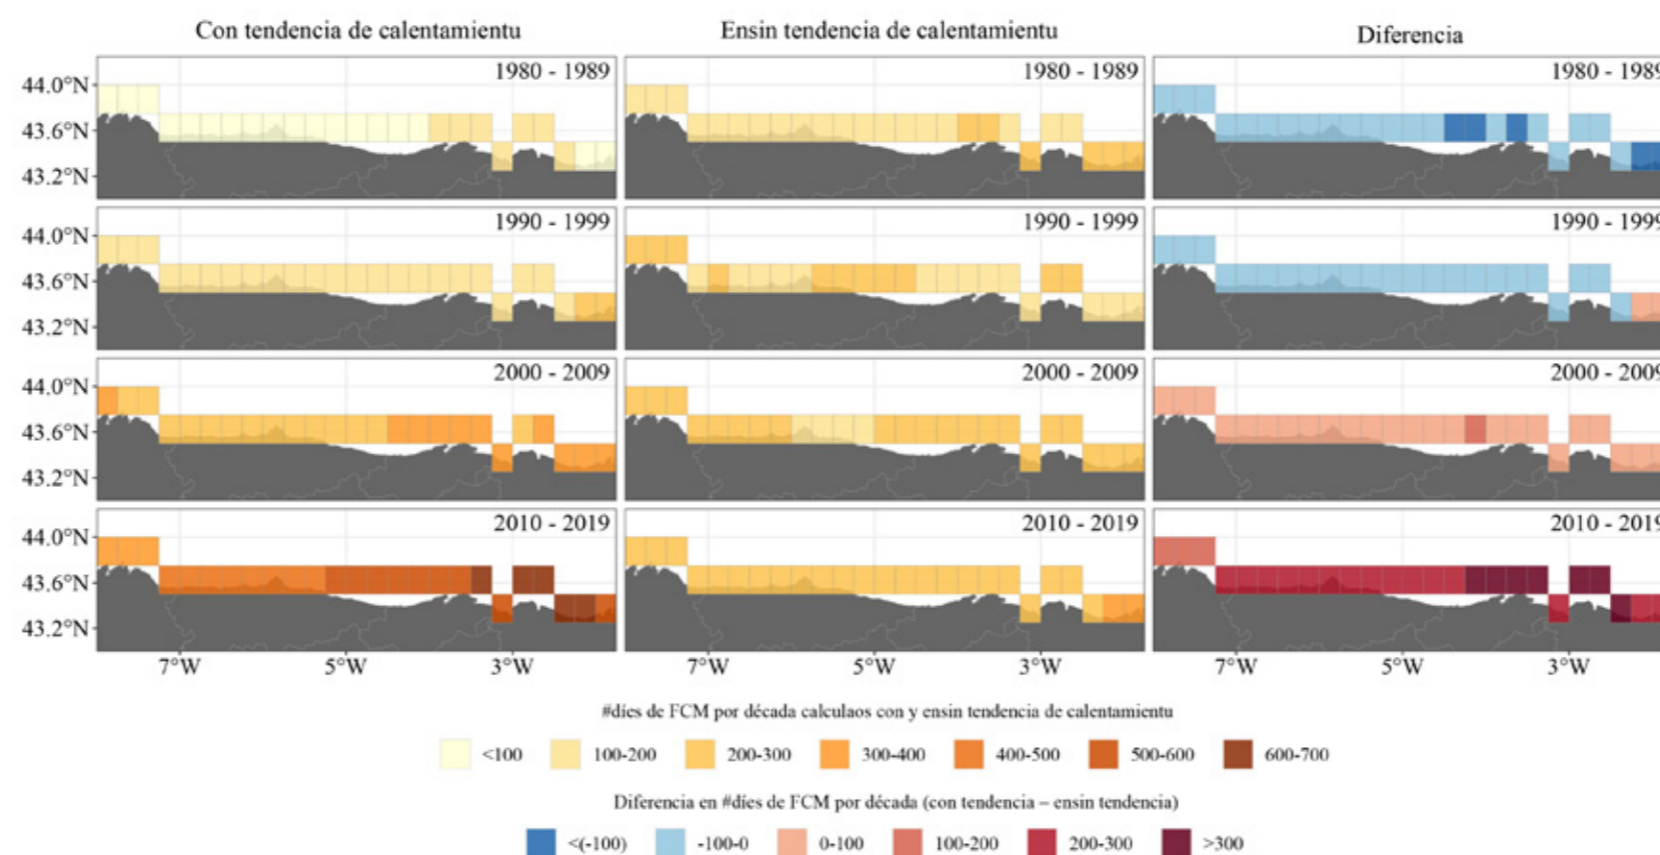 Con tendencia de calentamientu
Ensin tendencia de calentamientu
Diferencia
1980 - 1989
1980 - 1989
1980 - 1989
44.0°N
43.6°N
43.2°N
1990 - 1999
1990 - 1999
1990 - 1999
44.0°N
43.6°N
43.2°N
2000 - 2009
2000 - 2009
2000 - 2009
44.0°N
43.6°N
43.2°N
2010 - 2019
2010 - 2019
2010 - 2019
44.0°N
43.6°N
43.2°N
7°W 5°W 3°W
7°W 5°W 3°W
7°W 5°W 3°W
#díes de FCM por década calculaos con y ensin tendencia de calentamientu
<100 100-200 200-300 300-400 400-500 500-600 600-700
Diferencia en #díes de FCM por década (con tendencia – ensin tendencia)
<(-100) -100-0 0-100 100-200 200-300 >300